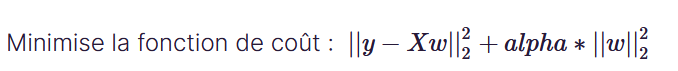 Minimise la fonction de coût : ||y − Xw||²₂ + alpha ∗ ||w||²₂